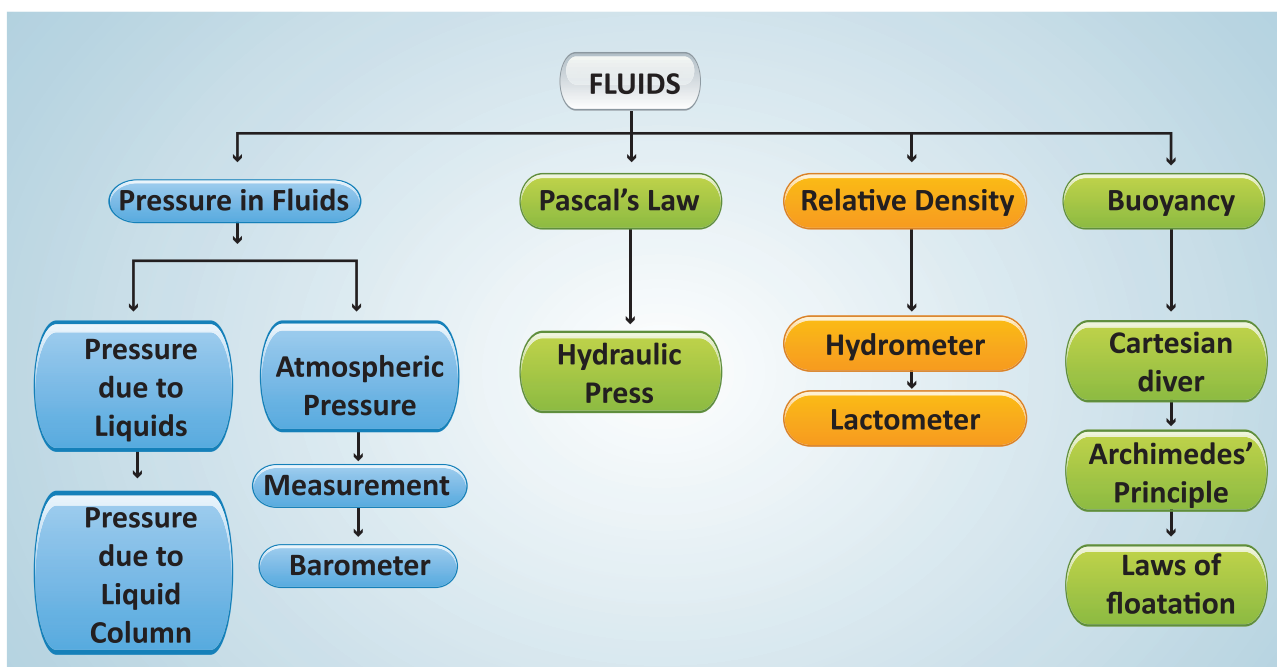 FLUIDS
Pressure in Fluids
Pascal's Law
Relative Density
Buoyancy
Pressure
due to
Liquids
Atmospheric
Pressure
Hydraulic
Press
Hydrometer
Cartesian
diver
Lactometer
Measurement
Archimedes'
Principle
Pressure
due to
Liquid
Column
Barometer
Laws of
floatation